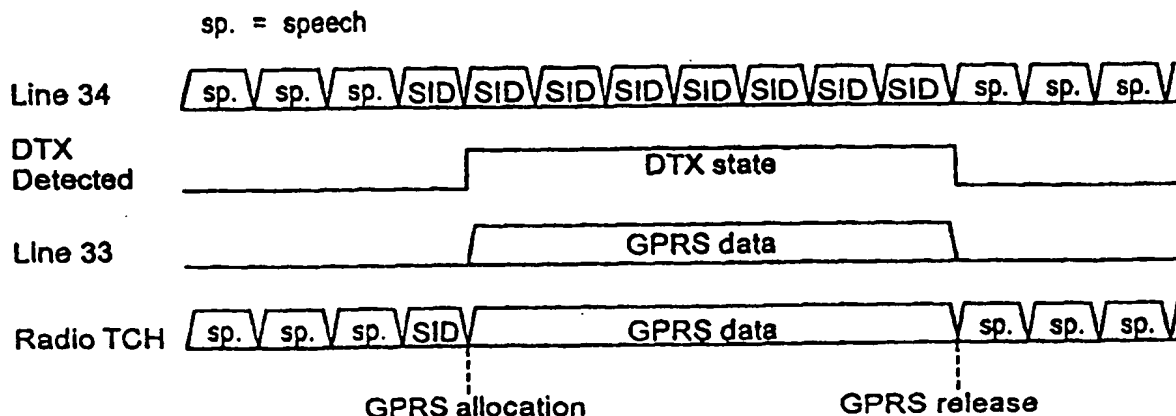 sp. = speech
Line 34 sp. sp. sp. SID SID SID SID SID SID SID SID sp. sp. sp.
DTX
Detected
DTX state
Line 33 GPRS data
Radio TCH sp. sp. sp. SID GPRS data sp. sp. sp.
GPRS allocation GPRS release